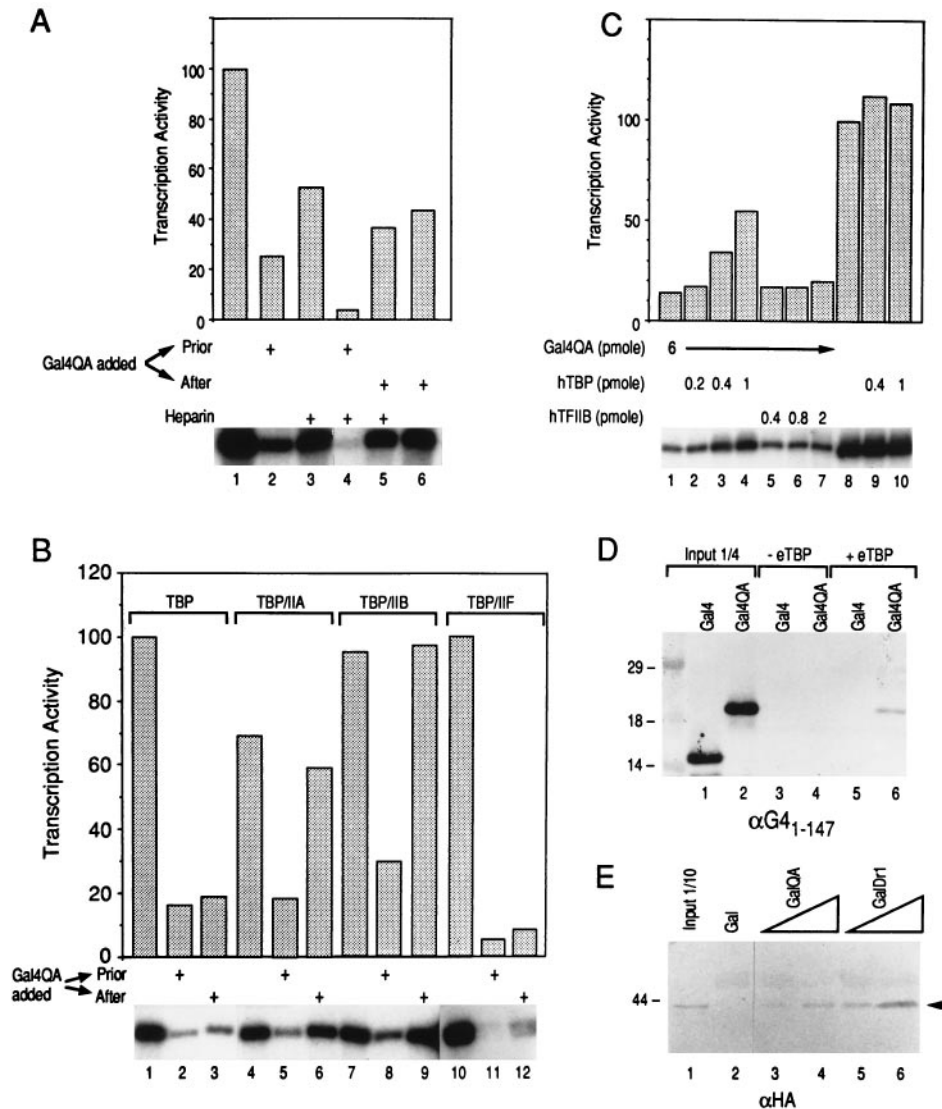 A
Transcription Activity
100
80
60
40
20
0
Gal4QA added
Prior + +
After + +
Heparin + + +
1 2 3 4 5 6
C
Transcription Activity
100
50
0
Gal4QA (pmole) 6
hTBP (pmole) 0.2 0.4 1 0.4 1
hTFIIB (pmole) 0.4 0.8 2
1 2 3 4 5 6 7 8 9 10
B
Transcription Activity
120
100
80
60
40
20
0
TBP TBP/IIA TBP/IIB TBP/IIF
Gal4QA added
Prior + + + +
After + + + +
1 2 3 4 5 6 7 8 9 10 11 12
D
Input 1/4 - eTBP + eTBP
Gal4 Gal4QA Gal4 Gal4QA Gal4 Gal4QA
29 –
18 –
14 –
1 2 3 4 5 6
αG4₁₋₁₄₇
E
Input 1/10 Gal GalQA GalDr1
44 –
1 2 3 4 5 6
αHA